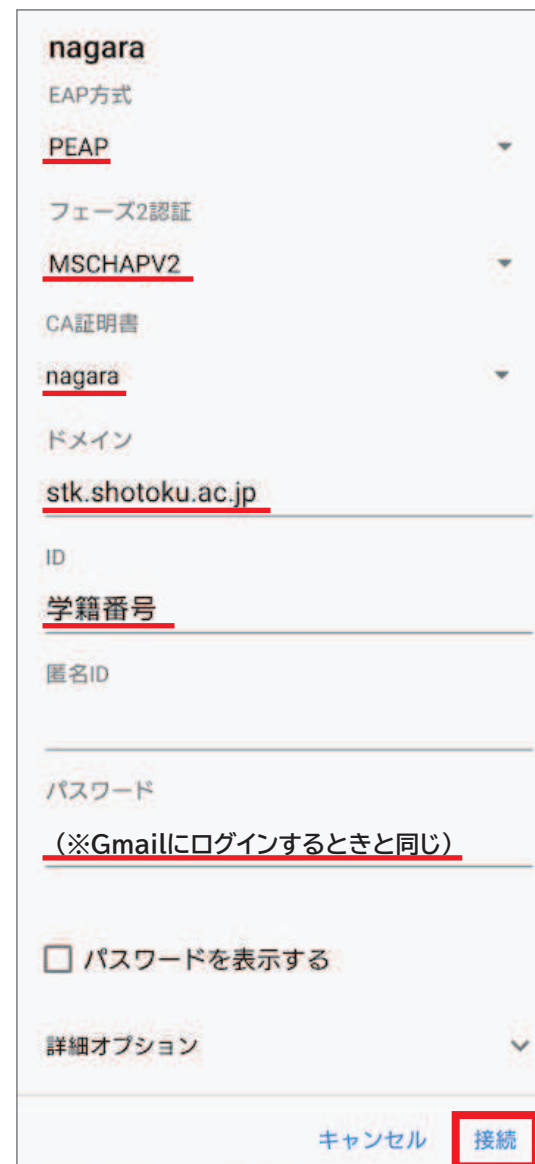 nagara
EAP方式
PEAP
フェーズ2認証
MSCHAPV2
CA証明書
nagara
ドメイン
stk.shotoku.ac.jp
ID
学籍番号
匿名ID
パスワード
（※Gmailにログインするときと同じ）
パスワードを表示する
詳細オプション
キャンセル 接続